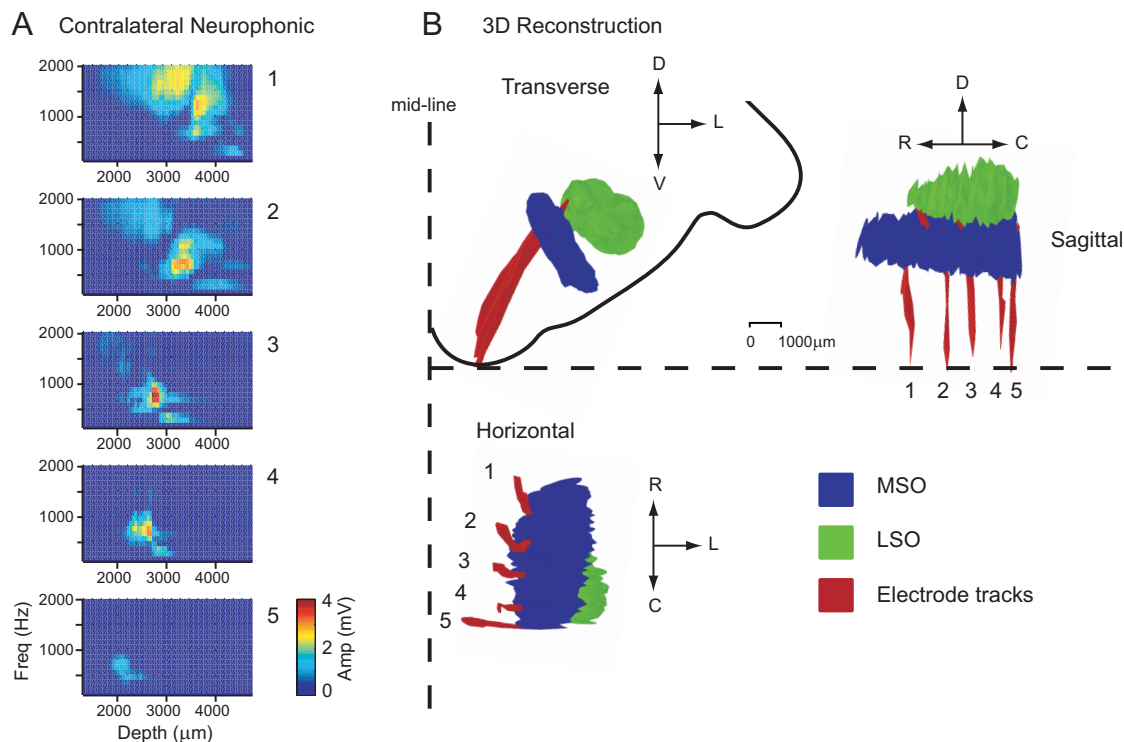 A Contralateral Neurophonic
2000
1000
2000 3000 4000
1
2000
1000
2000 3000 4000
2
2000
1000
2000 3000 4000
3
2000
1000
2000 3000 4000
4
2000
1000
2000 3000 4000
5
Freq (Hz)
Depth (μm)
4
2
0
Amp (mV)
B 3D Reconstruction
mid-line
Transverse
D
L
V
D
R C
Sagittal
0 1000μm
1 2 3 4 5
Horizontal
1
2
3
4
5
R
L
C
MSO
LSO
Electrode tracks